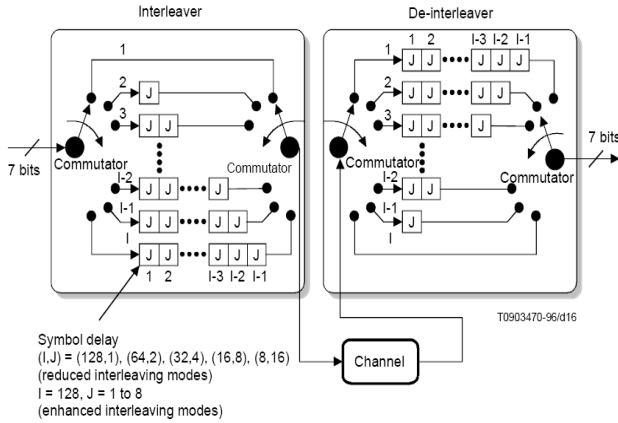 Interleaver
De-interleaver
1
2
J
3
J J
I-2
J J J
I-1
J J J J
I
J J J J J
1 2 I-3 I-2 I-1
7 bits
Commutator
Commutator
1 2 I-3 I-2 I-1
1
J J J J J
2
J J J J
3
J J J
I-2
J J
I-1
J
I
Commutator
Commutator
7 bits
T0903470-96/d16
Channel
Symbol delay
(I,J) = (128,1), (64,2), (32,4), (16,8), (8,16)
(reduced interleaving modes)
I = 128, J = 1 to 8
(enhanced interleaving modes)